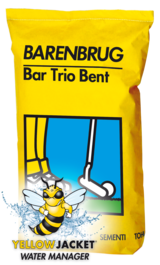 BARENBRUG
Bar Trio Bent
SEMENTI
YELLOW JACKET
WATER MANAGER